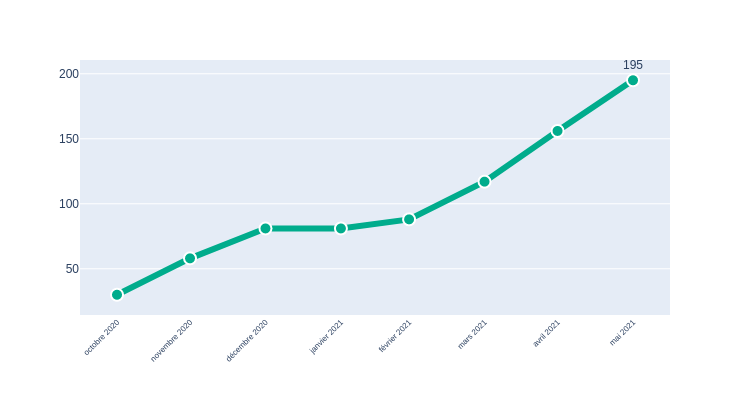 195
200
150
100
50
octobre 2020
novembre 2020
décembre 2020
janvier 2021
février 2021
mars 2021
avril 2021
mai 2021